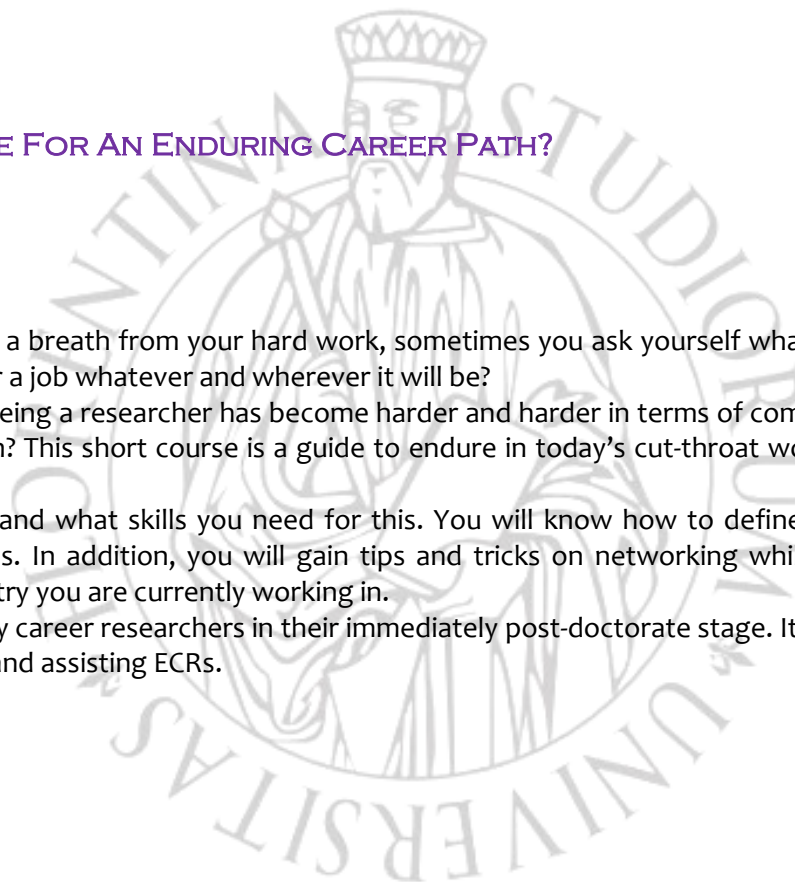 E FOR AN ENDURING CAREER PATH?
a breath from your hard work, sometimes you ask yourself wha
r a job whatever and wherever it will be?
eing a researcher has become harder and harder in terms of com
n? This short course is a guide to endure in today’s cut-throat wo
and what skills you need for this. You will know how to define
s. In addition, you will gain tips and tricks on networking whi
try you are currently working in.
y career researchers in their immediately post-doctorate stage. It
and assisting ECRs.
FLORENTINA STUDIORUM UNIVERSITAS